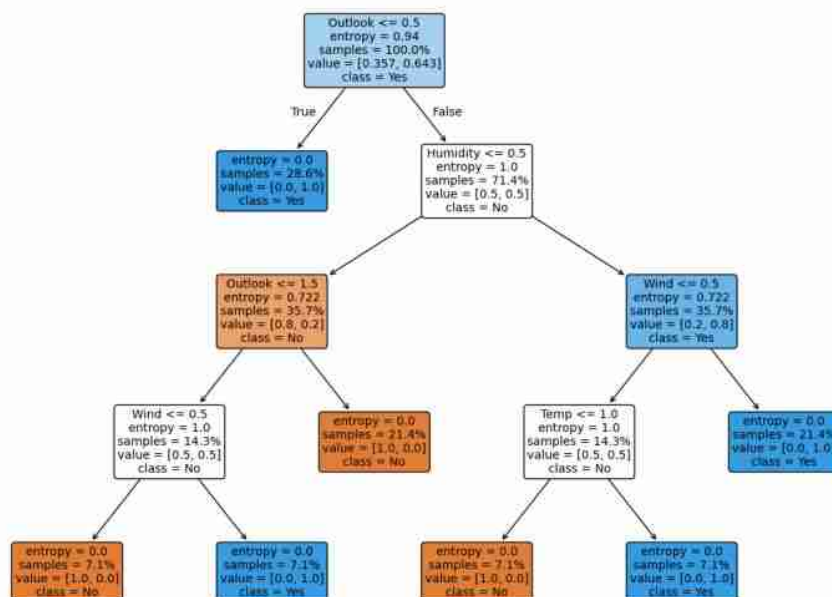 Outlook <= 0.5
entropy = 0.94
samples = 100.0%
value = [0.357, 0.643]
class = Yes
True
False
entropy = 0.0
samples = 28.6%
value = [0.0, 1.0]
class = Yes
Humidity <= 0.5
entropy = 1.0
samples = 71.4%
value = [0.5, 0.5]
class = No
Outlook <= 1.5
entropy = 0.722
samples = 35.7%
value = [0.8, 0.2]
class = No
Wind <= 0.5
entropy = 0.722
samples = 35.7%
value = [0.2, 0.8]
class = Yes
Wind <= 0.5
entropy = 1.0
samples = 14.3%
value = [0.5, 0.5]
class = No
entropy = 0.0
samples = 21.4%
value = [1.0, 0.0]
class = No
Temp <= 1.0
entropy = 1.0
samples = 14.3%
value = [0.5, 0.5]
class = No
entropy = 0.0
samples = 21.4%
value = [0.0, 1.0]
class = Yes
entropy = 0.0
samples = 7.1%
value = [1.0, 0.0]
class = No
entropy = 0.0
samples = 7.1%
value = [0.0, 1.0]
class = Yes
entropy = 0.0
samples = 7.1%
value = [1.0, 0.0]
class = No
entropy = 0.0
samples = 7.1%
value = [0.0, 1.0]
class = Yes